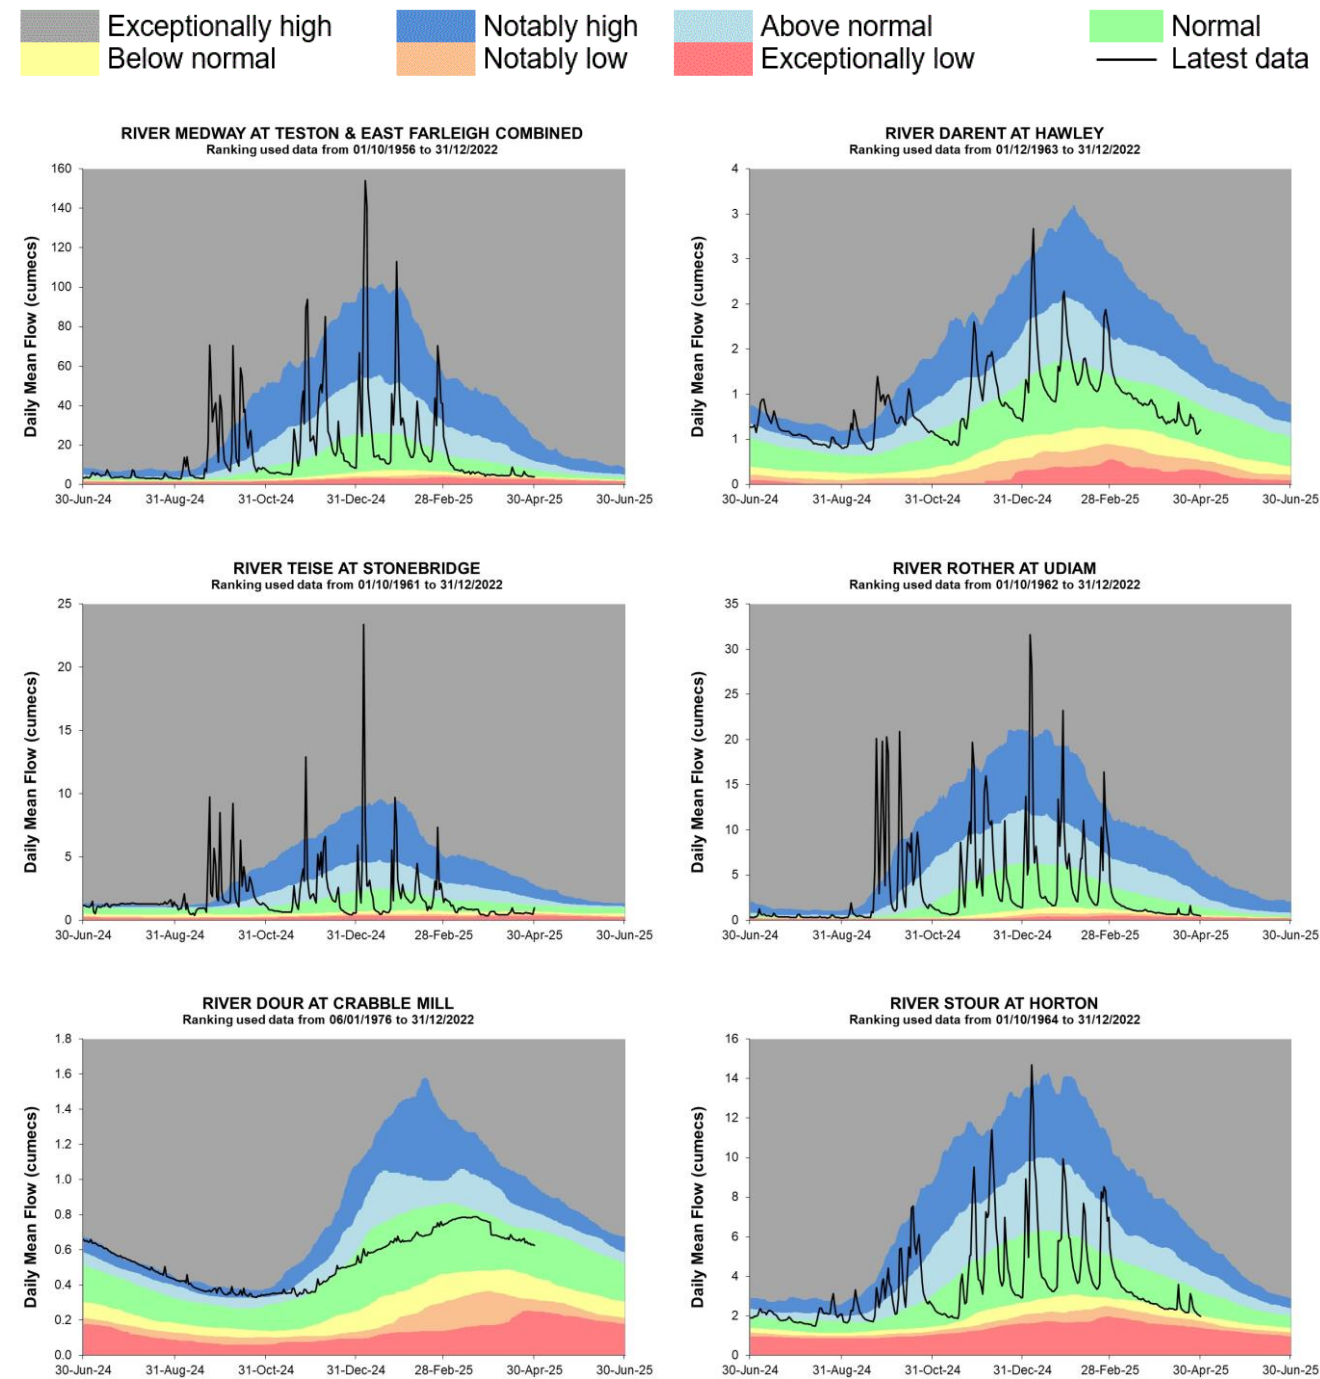 Exceptionally high Notably high Above normal Normal
Below normal Notably low Exceptionally low Latest data
RIVER MEDWAY AT TESTON & EAST FARLEIGH COMBINED
Ranking used data from 01/10/1956 to 31/12/2022
Daily Mean Flow (cumecs)
160
140
120
100
80
60
40
20
0
30-Jun-24 31-Aug-24 31-Oct-24 31-Dec-24 28-Feb-25 30-Apr-25 30-Jun-25
RIVER DARENT AT HAWLEY
Ranking used data from 01/12/1963 to 31/12/2022
Daily Mean Flow (cumecs)
4
3
3
2
2
1
1
0
30-Jun-24 31-Aug-24 31-Oct-24 31-Dec-24 28-Feb-25 30-Apr-25 30-Jun-25
RIVER TEISE AT STONEBRIDGE
Ranking used data from 01/10/1961 to 31/12/2022
Daily Mean Flow (cumecs)
25
20
15
10
5
0
30-Jun-24 31-Aug-24 31-Oct-24 31-Dec-24 28-Feb-25 30-Apr-25 30-Jun-25
RIVER ROTHER AT UDIAM
Ranking used data from 01/10/1962 to 31/12/2022
Daily Mean Flow (cumecs)
35
30
25
20
15
10
5
0
30-Jun-24 31-Aug-24 31-Oct-24 31-Dec-24 28-Feb-25 30-Apr-25 30-Jun-25
RIVER DOUR AT CRABBLE MILL
Ranking used data from 06/01/1976 to 31/12/2022
Daily Mean Flow (cumecs)
1.8
1.6
1.4
1.2
1.0
0.8
0.6
0.4
0.2
0.0
30-Jun-24 31-Aug-24 31-Oct-24 31-Dec-24 28-Feb-25 30-Apr-25 30-Jun-25
RIVER STOUR AT HORTON
Ranking used data from 01/10/1964 to 31/12/2022
Daily Mean Flow (cumecs)
16
14
12
10
8
6
4
2
0
30-Jun-24 31-Aug-24 31-Oct-24 31-Dec-24 28-Feb-25 30-Apr-25 30-Jun-25